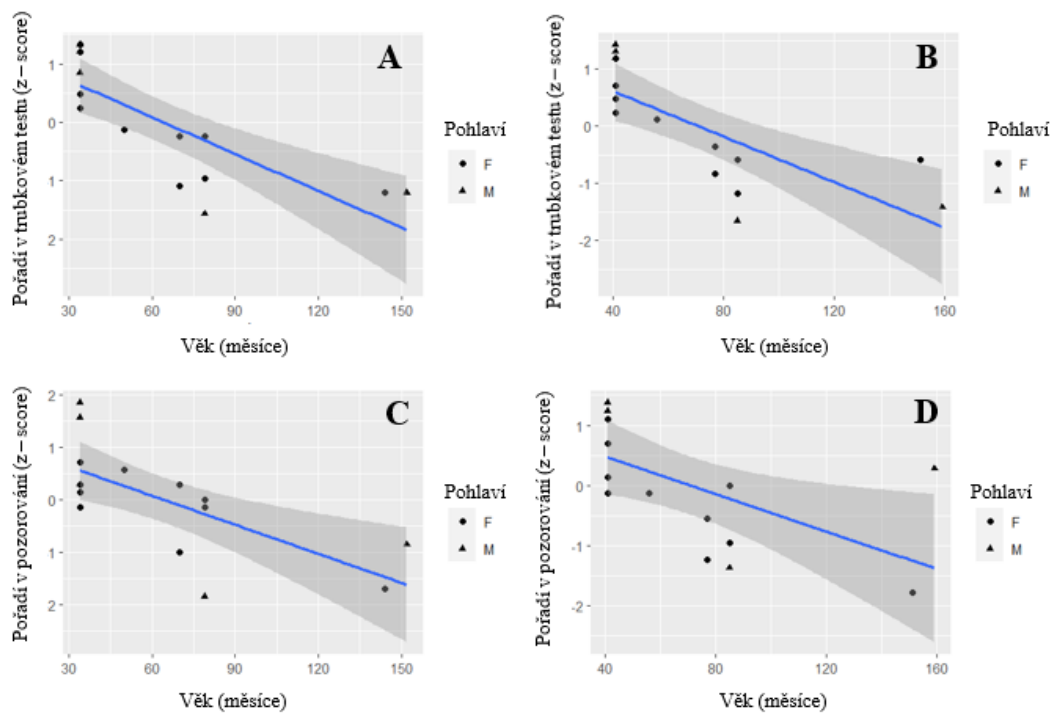 A
Pořadí v trubkovém testu (z – score)
1
0
1
2
30 60 90 120 150
Věk (měsíce)
Pohlaví
F
M
B
Pořadí v trubkovém testu (z – score)
1
0
-1
-2
40 80 120 160
Věk (měsíce)
Pohlaví
F
M
C
Pořadí v pozorování (z – score)
2
1
0
1
2
30 60 90 120 150
Věk (měsíce)
Pohlaví
F
M
D
Pořadí v pozorování (z – score)
1
0
-1
-2
40 80 120 160
Věk (měsíce)
Pohlaví
F
M